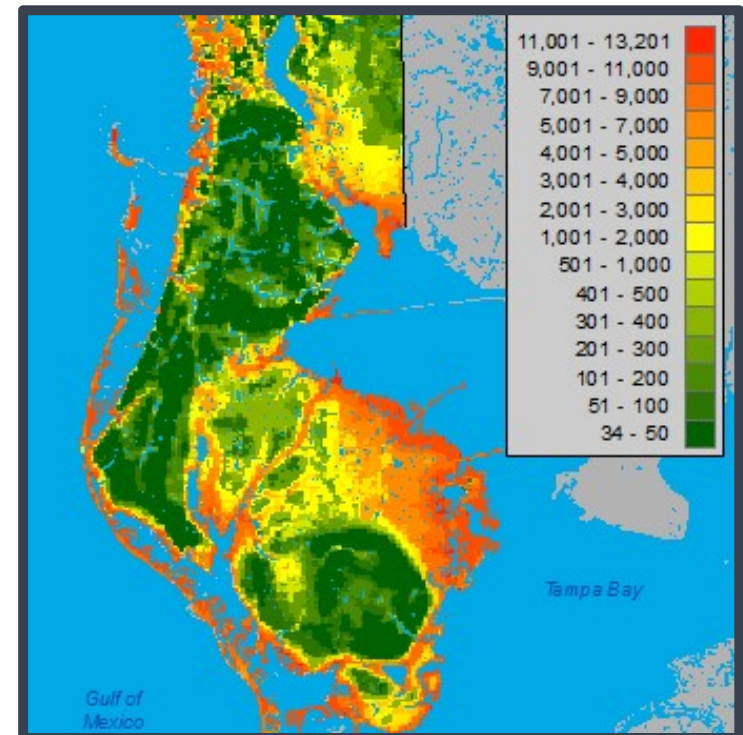 11,001 - 13,201
9,001 - 11,000
7,001 - 9,000
5,001 - 7,000
4,001 - 5,000
3,001 - 4,000
2,001 - 3,000
1,001 - 2,000
501 - 1,000
401 - 500
301 - 400
201 - 300
101 - 200
51 - 100
34 - 50
Tampa Bay
Gulf of
Mexico